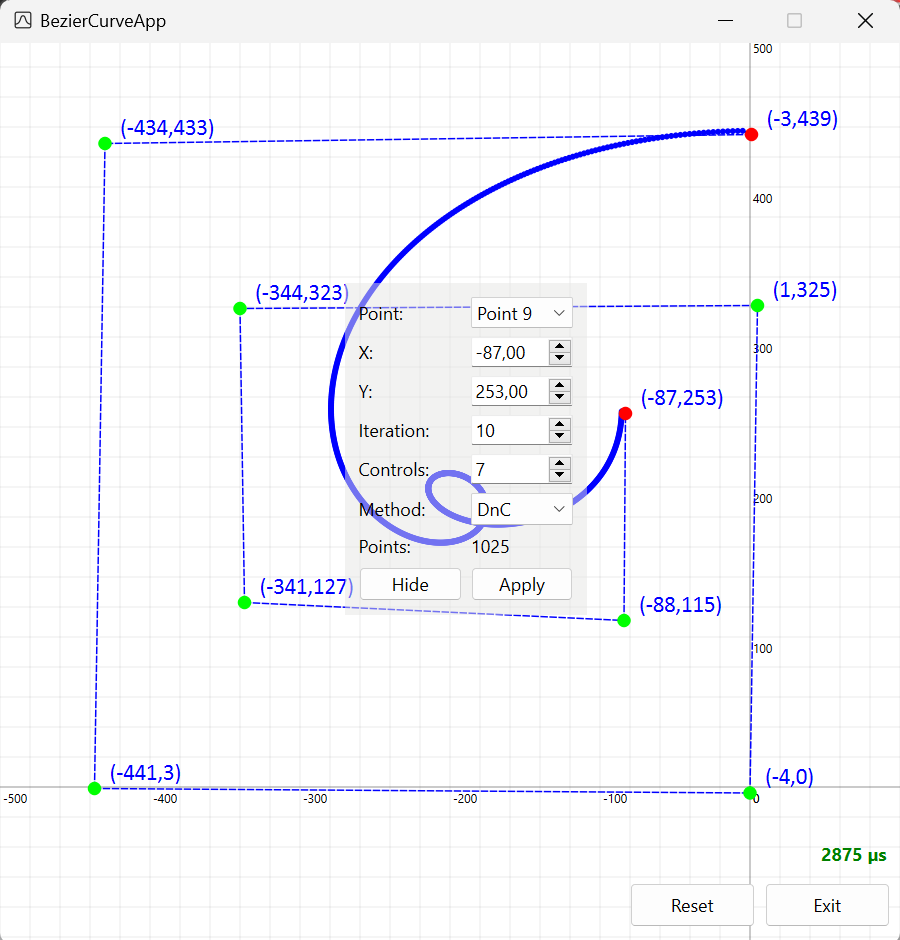 BezierCurveApp
500
(-434,433)
(-3,439)
400
(-344,323)
(1,325)
Point: Point 9
300
X: -87,00
Y: 253,00
(-87,253)
Iteration: 10
Controls: 7
200
Method: DnC
Points: 1025
Hide Apply
(-341,127)
(-88,115)
100
(-441,3)
(-4,0)
-500 -400 -300 -200 -100 0
2875 µs
Reset Exit